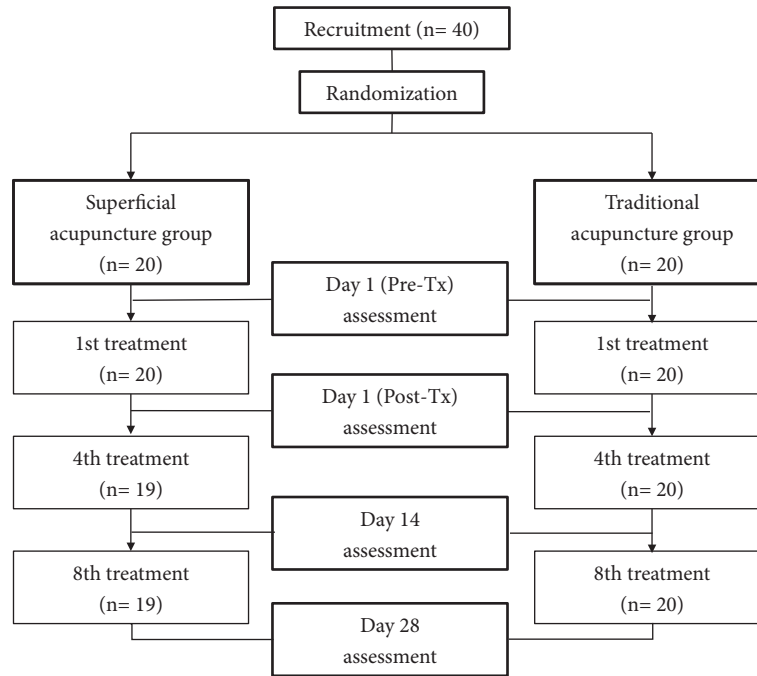 Recruitment (n= 40)
Randomization
Superficial
acupuncture group
(n= 20)
Traditional
acupuncture group
(n= 20)
Day 1 (Pre-Tx)
assessment
1st treatment
(n= 20)
1st treatment
(n= 20)
Day 1 (Post-Tx)
assessment
4th treatment
(n= 19)
4th treatment
(n= 20)
Day 14
assessment
8th treatment
(n= 19)
8th treatment
(n= 20)
Day 28
assessment